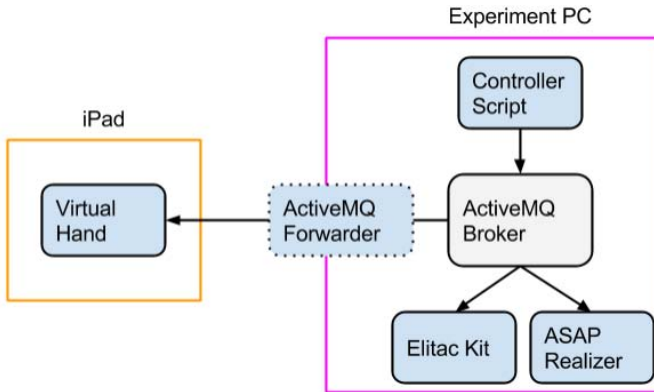 Experiment PC
Controller
Script
iPad
Virtual
Hand
ActiveMQ
Forwarder
ActiveMQ
Broker
Elitac Kit
ASAP
Realizer